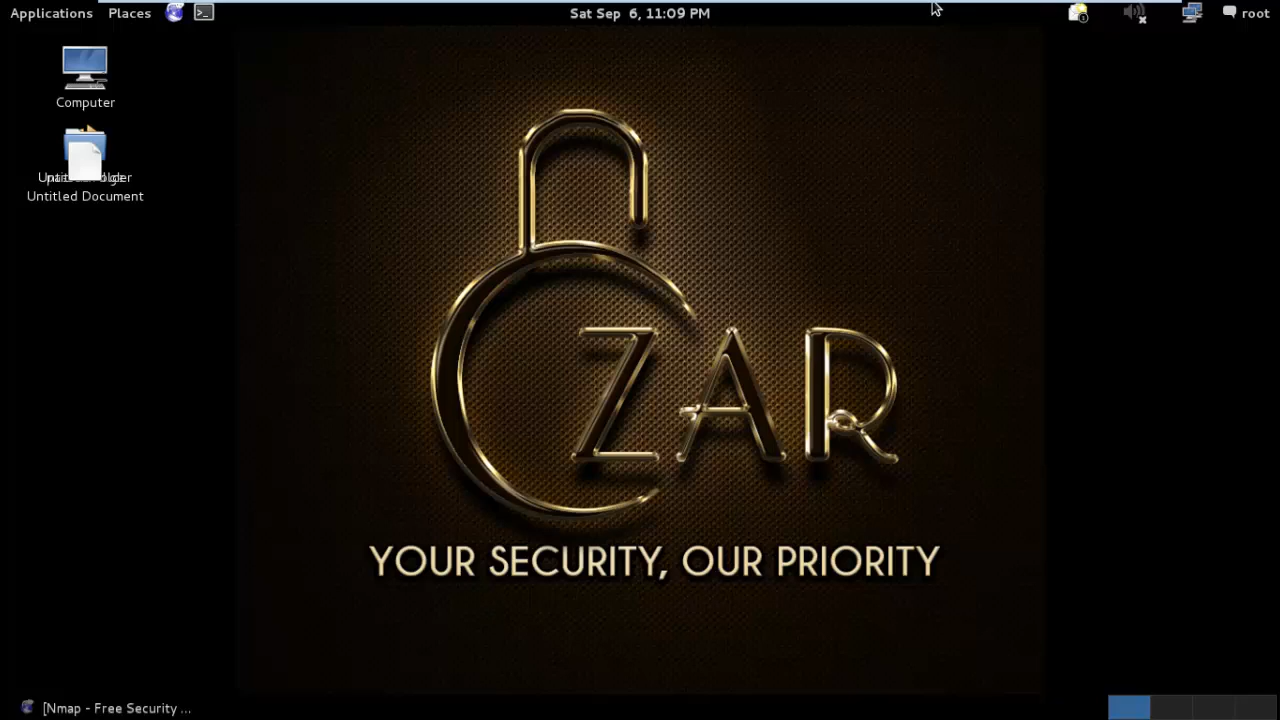 Applications Places Sat Sep 6, 11:09 PM root
Computer
Untitled Document
CZAR
YOUR SECURITY, OUR PRIORITY
[Nmap - Free Security ...